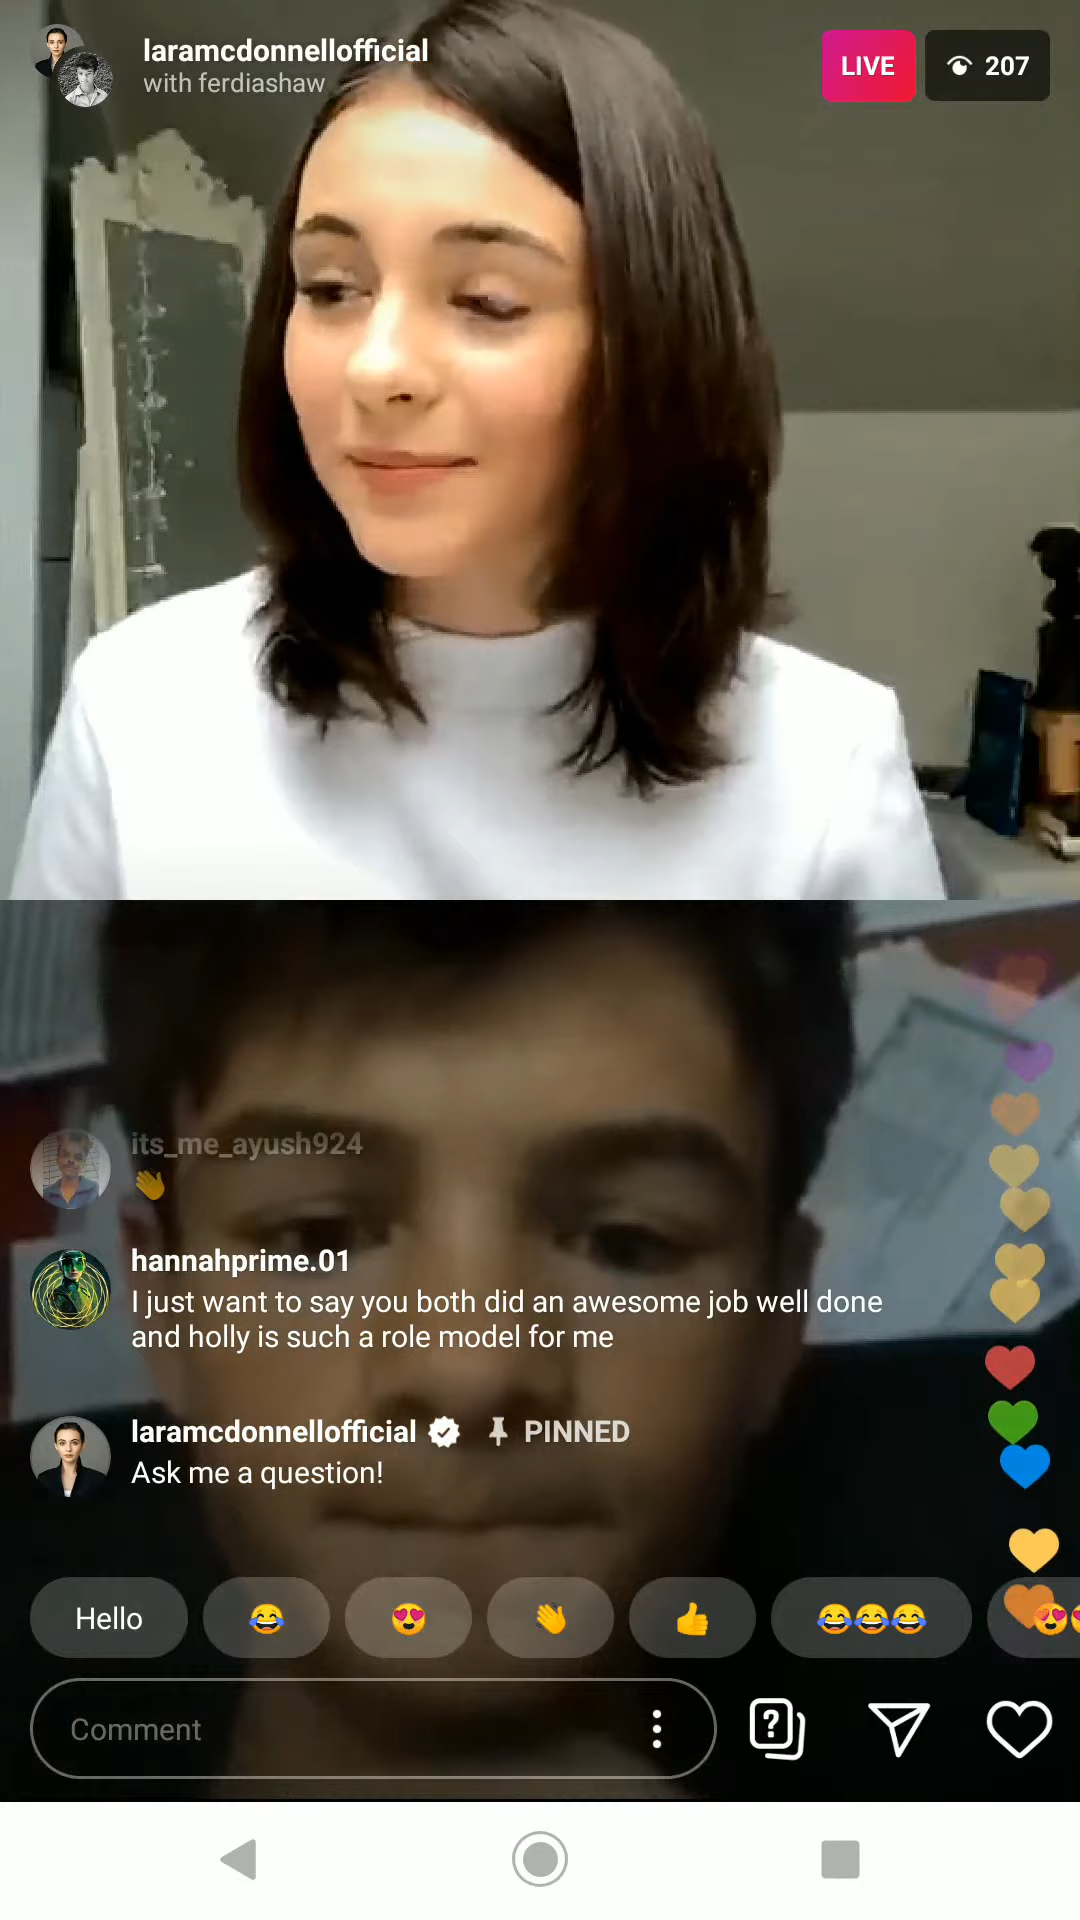 laramcdonnellofficial
with ferdiashaw
LIVE
207
its_me_ayush924
👋
hannahprime.01
I just want to say you both did an awesome job well done
and holly is such a role model for me
laramcdonnellofficial PINNED
Ask me a question!
Hello 😂 😍 👋 👍 😂😂😂 😍
Comment